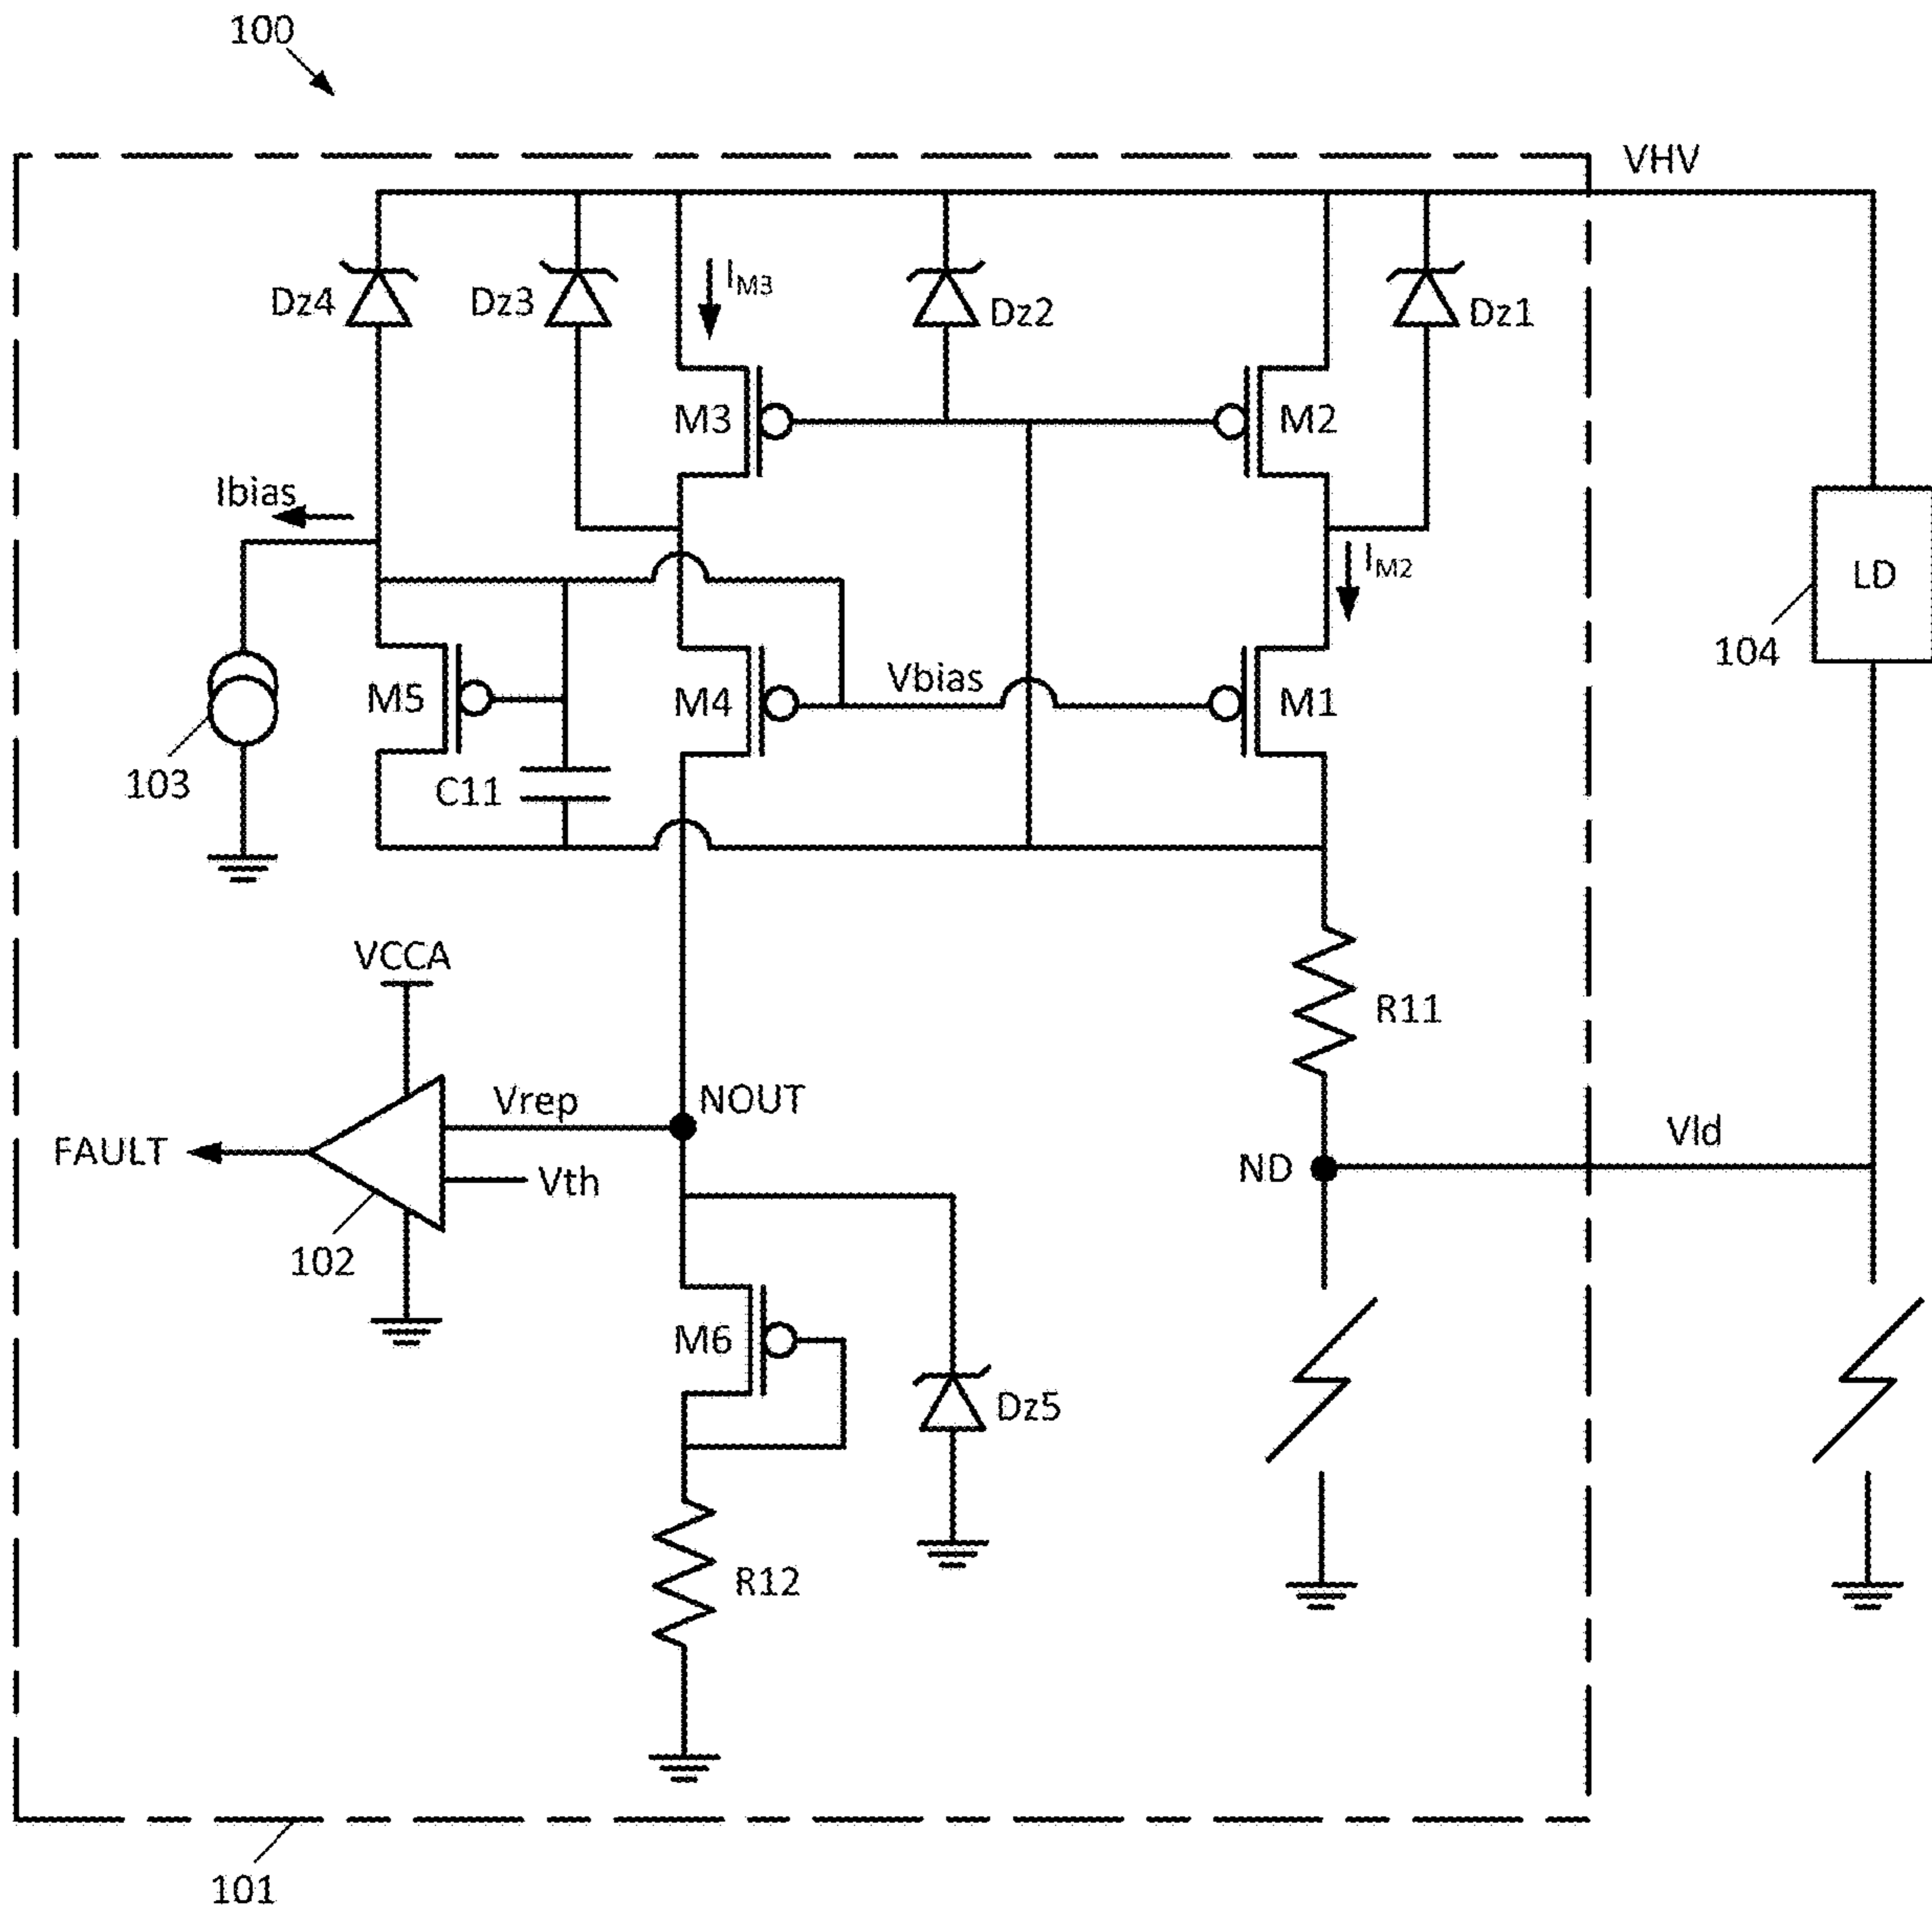 100
VHV
Dz4
Dz3
IM3
Dz2
Dz1
M3
M2
Ibias
IM2
LD
104
M5
M4
Vbias
M1
103
C11
VCCA
R11
Vrep
NOUT
FAULT
Vth
ND
Vld
102
M6
Dz5
R12
101